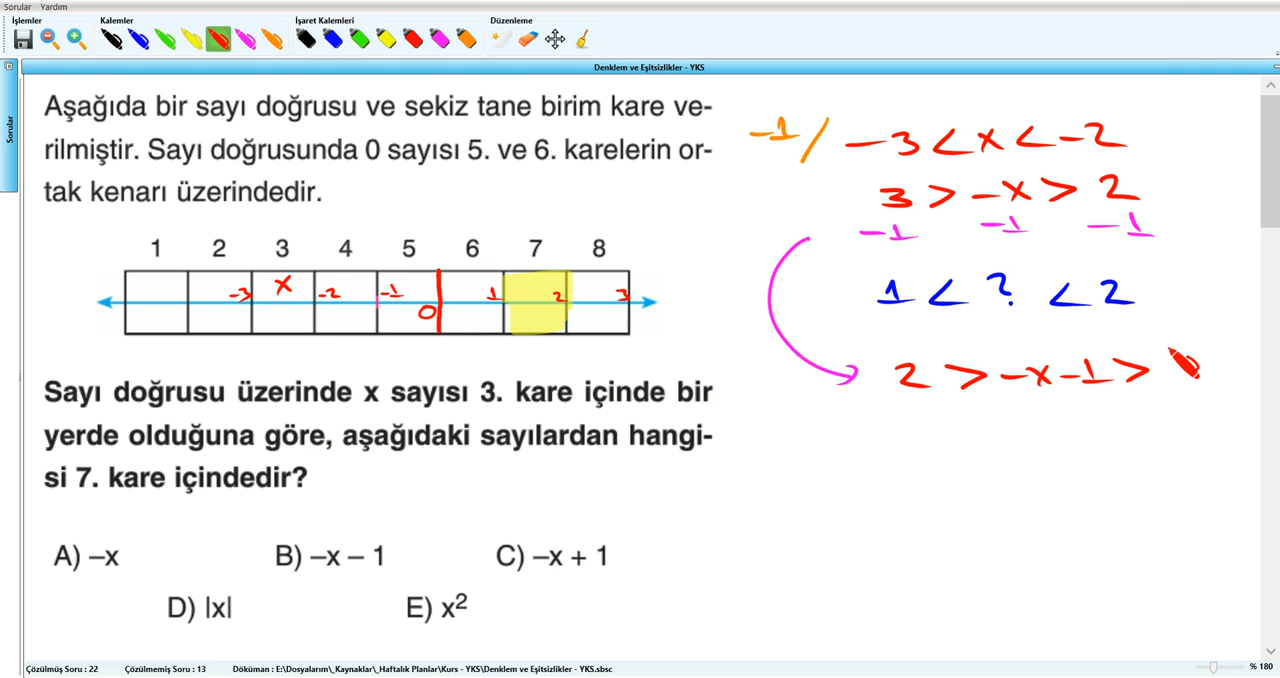 Sorular Yardım
İşlemler Kalemler İşaret Kalemleri Düzenleme
Denklem ve Eşitsizlikler - YKS
Sorular
Aşağıda bir sayı doğrusu ve sekiz tane birim kare ve-
rilmiştir. Sayı doğrusunda 0 sayısı 5. ve 6. karelerin or-
tak kenarı üzerindedir.
1 2 3 4 5 6 7 8
-3 x -2 -1 0 1 2 3
Sayı doğrusu üzerinde x sayısı 3. kare içinde bir
yerde olduğuna göre, aşağıdaki sayılardan hangi-
si 7. kare içindedir?
A) –x B) –x – 1 C) –x + 1
D) |x| E) x²
-1/ -3 < x < -2
3 > -x > 2
-1 -1 -1
1 < ? < 2
2 > -x -1 >
Çözülmüş Soru : 22 Çözülmemiş Soru : 13 Döküman : E:\Dosyalarım\_Kaynaklar\_Haftalık Planlar\Kurs - YKS\Denklem ve Eşitsizlikler - YKS.sbsc % 180